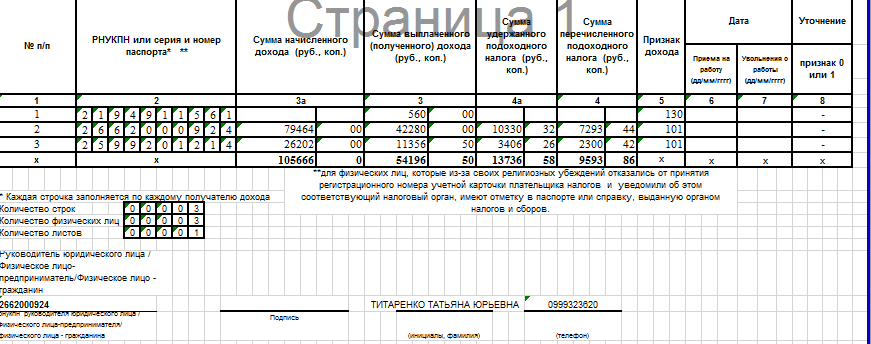 Страница 1
№ п/п РНУКПН или серия и номер паспорта* ** Сумма начисленного дохода (руб., коп.) Сумма выплаченного (полученного) дохода (руб., коп.) Сумма удержанного подоходного налога (руб., коп.) Сумма перечисленного подоходного налога (руб., коп.) Признак дохода Дата Уточнение
Приема на работу (дд/мм/гггг) Увольнения с работы (дд/мм/гггг) признак 0 или 1
1 2 3а 3 4а 4 5 6 7 8
1 2 1 9 4 9 1 1 5 6 1 560 00 130 -
2 2 6 6 2 0 0 0 9 2 4 79464 00 42280 00 10330 32 7293 44 101 -
3 2 5 9 9 2 0 1 2 1 4 26202 00 11356 50 3406 26 2300 42 101 -
х х 105666 0 54196 50 13736 58 9593 86 х х х х
**для физических лиц, которые из-за своих религиозных убеждений отказались от принятия
регистрационного номера учетной карточки плательщика налогов и уведомили об этом
соответствующий налоговый орган, имеют отметку в паспорте или справку, выданную органом
налогов и сборов.
* Каждая строчка заполняется по каждому получателю дохода
Количество строк 0 0 0 0 3
Количество физических лиц 0 0 0 0 3
Количество листов 0 0 0 0 1
Руководитель юридического лица /
Физическое лицо-
предприниматель/Физическое лицо -
гражданин
2662000924 ТИТАРЕНКО ТАТЬЯНА ЮРЬЕВНА 0999323620
рнукпн руководителя юридического лица /
физического лица-предпринимателя/
физического лица - гражданина
Подпись
(инициалы, фамилия)
(телефон)